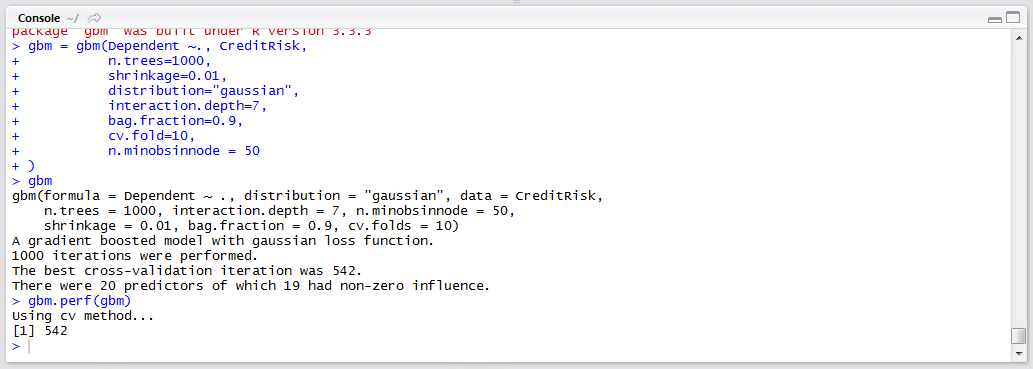 Console ~/
package 'gbm' was built under R version 3.3.3
> gbm = gbm(Dependent ~., CreditRisk,
+ n.trees=1000,
+ shrinkage=0.01,
+ distribution="gaussian",
+ interaction.depth=7,
+ bag.fraction=0.9,
+ cv.fold=10,
+ n.minobsinnode = 50
+ )
> gbm
gbm(formula = Dependent ~ ., distribution = "gaussian", data = CreditRisk,
n.trees = 1000, interaction.depth = 7, n.minobsinnode = 50,
shrinkage = 0.01, bag.fraction = 0.9, cv.folds = 10)
A gradient boosted model with gaussian loss function.
1000 iterations were performed.
The best cross-validation iteration was 542.
There were 20 predictors of which 19 had non-zero influence.
> gbm.perf(gbm)
Using cv method...
[1] 542
>